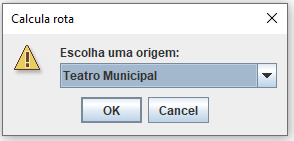 Calcula rota
Escolha uma origem:
Teatro Municipal
OK Cancel